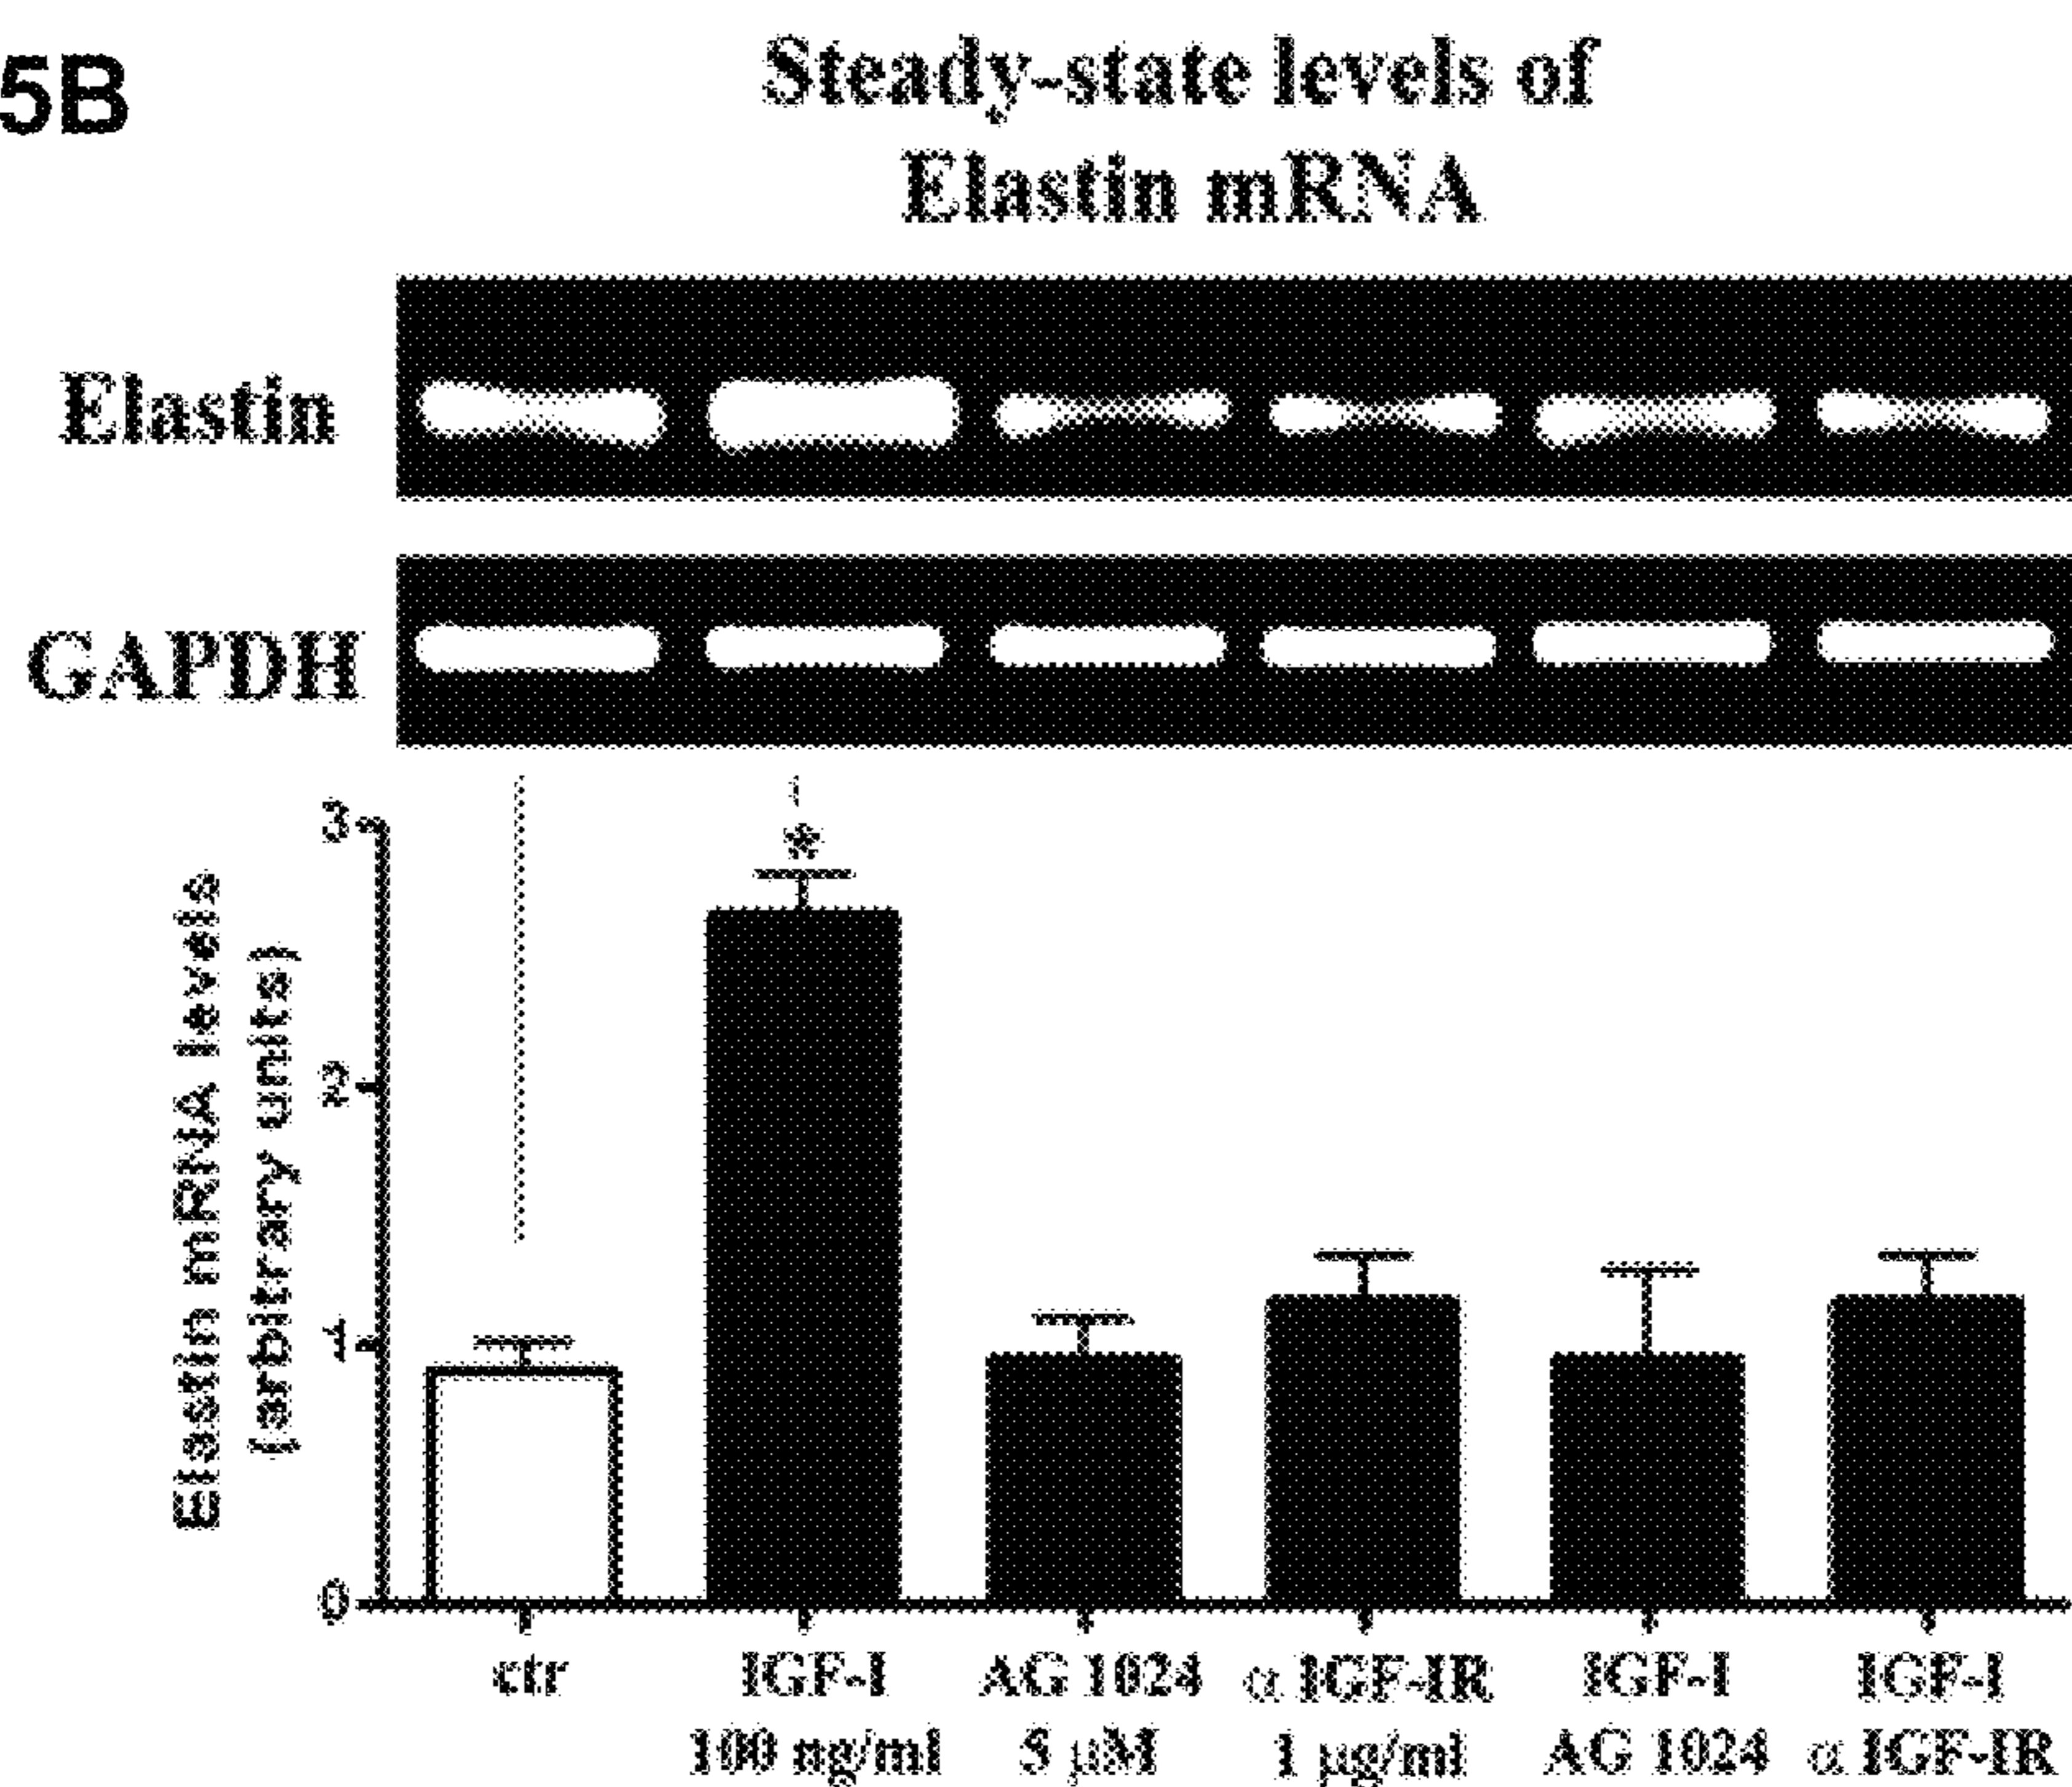 5B
Steady-state levels of
Elastin mRNA
Elastin
GAPDH
*
Elastin mRNA levels
(arbitrary units)
3
2
1
0
ctr
IGF-I
100 ng/ml
AG 1024
5 μM
α IGF-IR
1 μg/ml
IGF-I
AG 1024
IGF-I
α IGF-IR